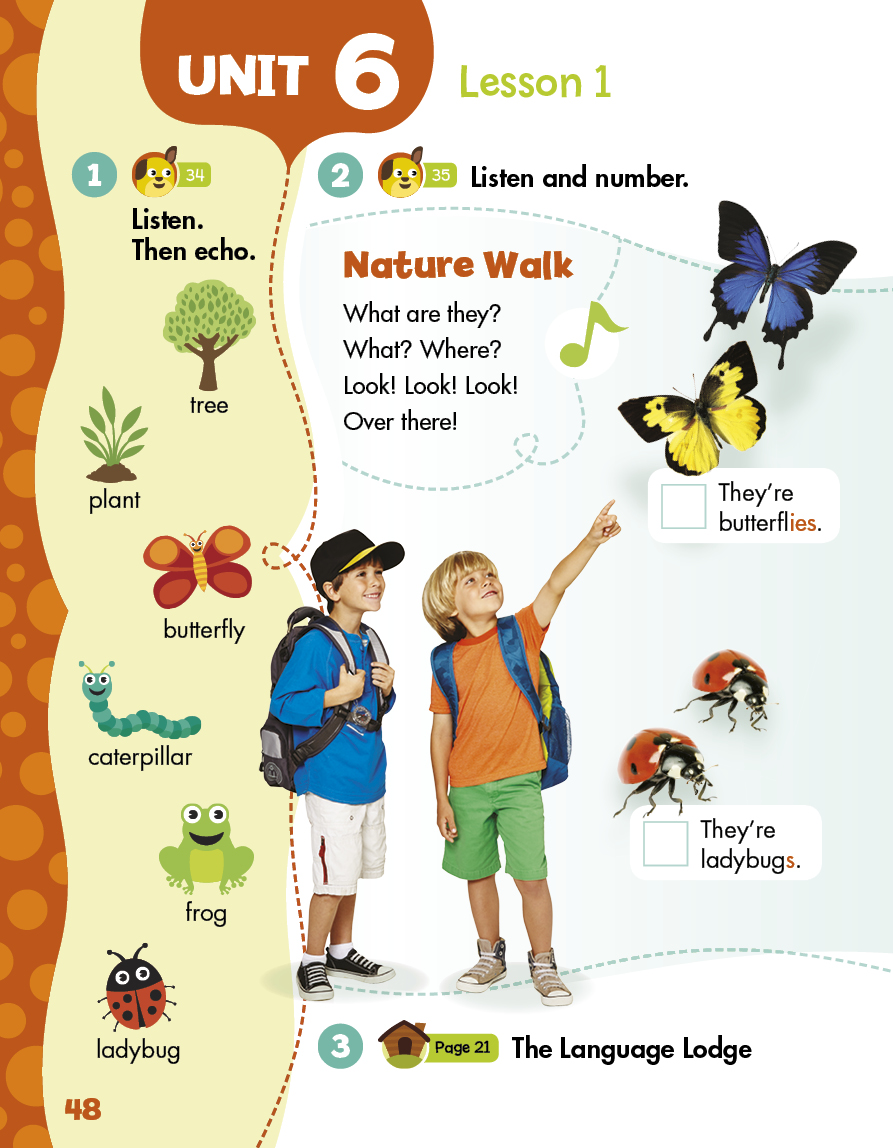 UNIT 6
Lesson 1
1
34
Listen.
Then echo.
tree
plant
butterfly
caterpillar
frog
ladybug
2
35
Listen and number.
Nature Walk
What are they?
What? Where?
Look! Look! Look!
Over there!
They're
butterflies.
They're
ladybugs.
3
Page 21
The Language Lodge
48